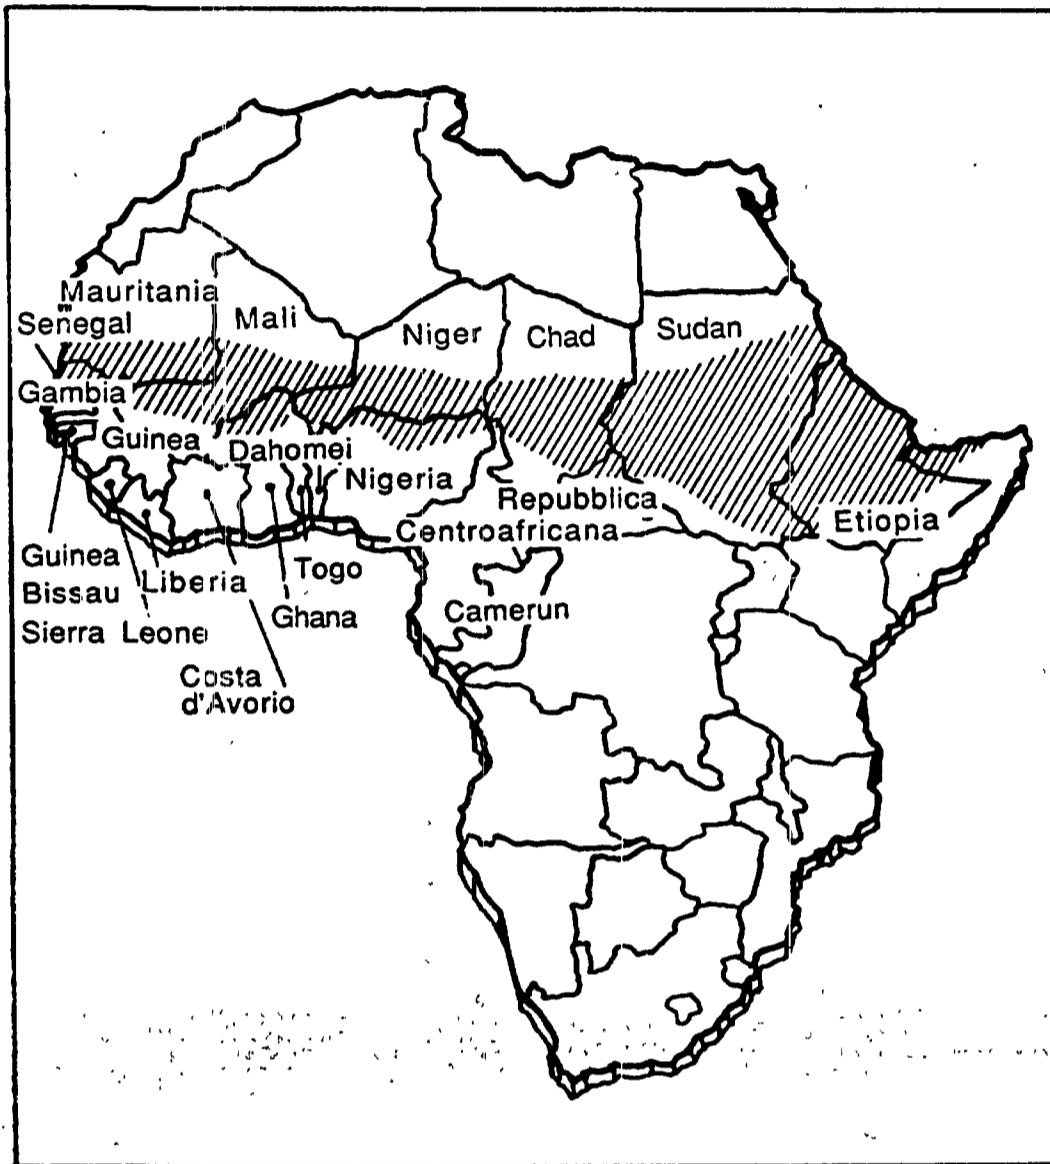 Mauritania
Senegal
Mali
Niger
Chad
Sudan
Gambia
Guinea
Dahomei
Nigeria
Repubblica
Centroafricana
Etiopia
Guinea
Bissau
Liberia
Sierra Leone
Togo
Ghana
Camerun
Costa
d'Avorio